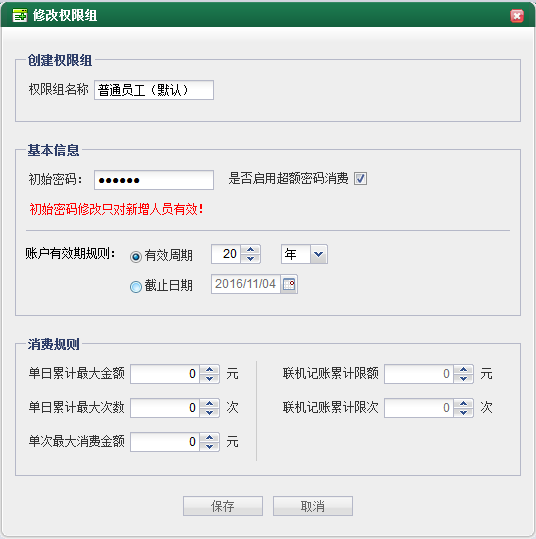 修改权限组
创建权限组
权限组名称 普通员工（默认）
基本信息
初始密码： ●●●●●● 是否启用超额密码消费
初始密码修改只对新增人员有效！
账户有效期规则： 有效周期 20 年
截止日期 2016/11/04
消费规则
单日累计最大金额 0 元 联机记账累计限额 0 元
单日累计最大次数 0 次 联机记账累计限次 0 次
单次最大消费金额 0 元
保存 取消